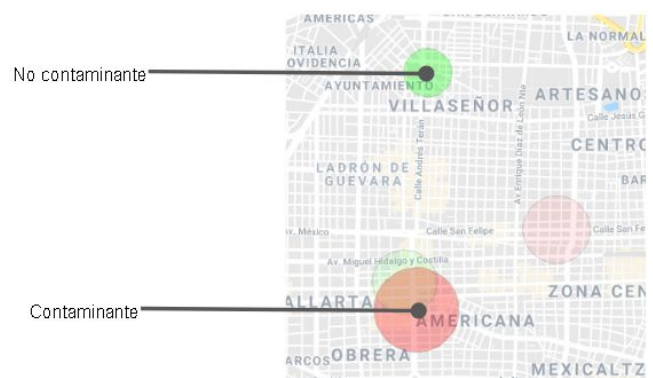 AMERICAS
LA NORMAL
ITALIA
OVIDENCIA
No contaminante
AYUNTAMIENTO
VILLASEÑOR
ARTESANO
Calle Jesús G
CENTRO
LADRÓN DE
GUEVARA
Calle Andrés Terán
Av Enrique Díaz de León Nte
BAR
Av. México
Calle San Felipe
Calle San Fe
Av. Miguel Hidalgo y Costilla
ZONA CEN
ALLARTA
Contaminante
AMERICANA
ARCOS
OBRERA
MEXICALTZ